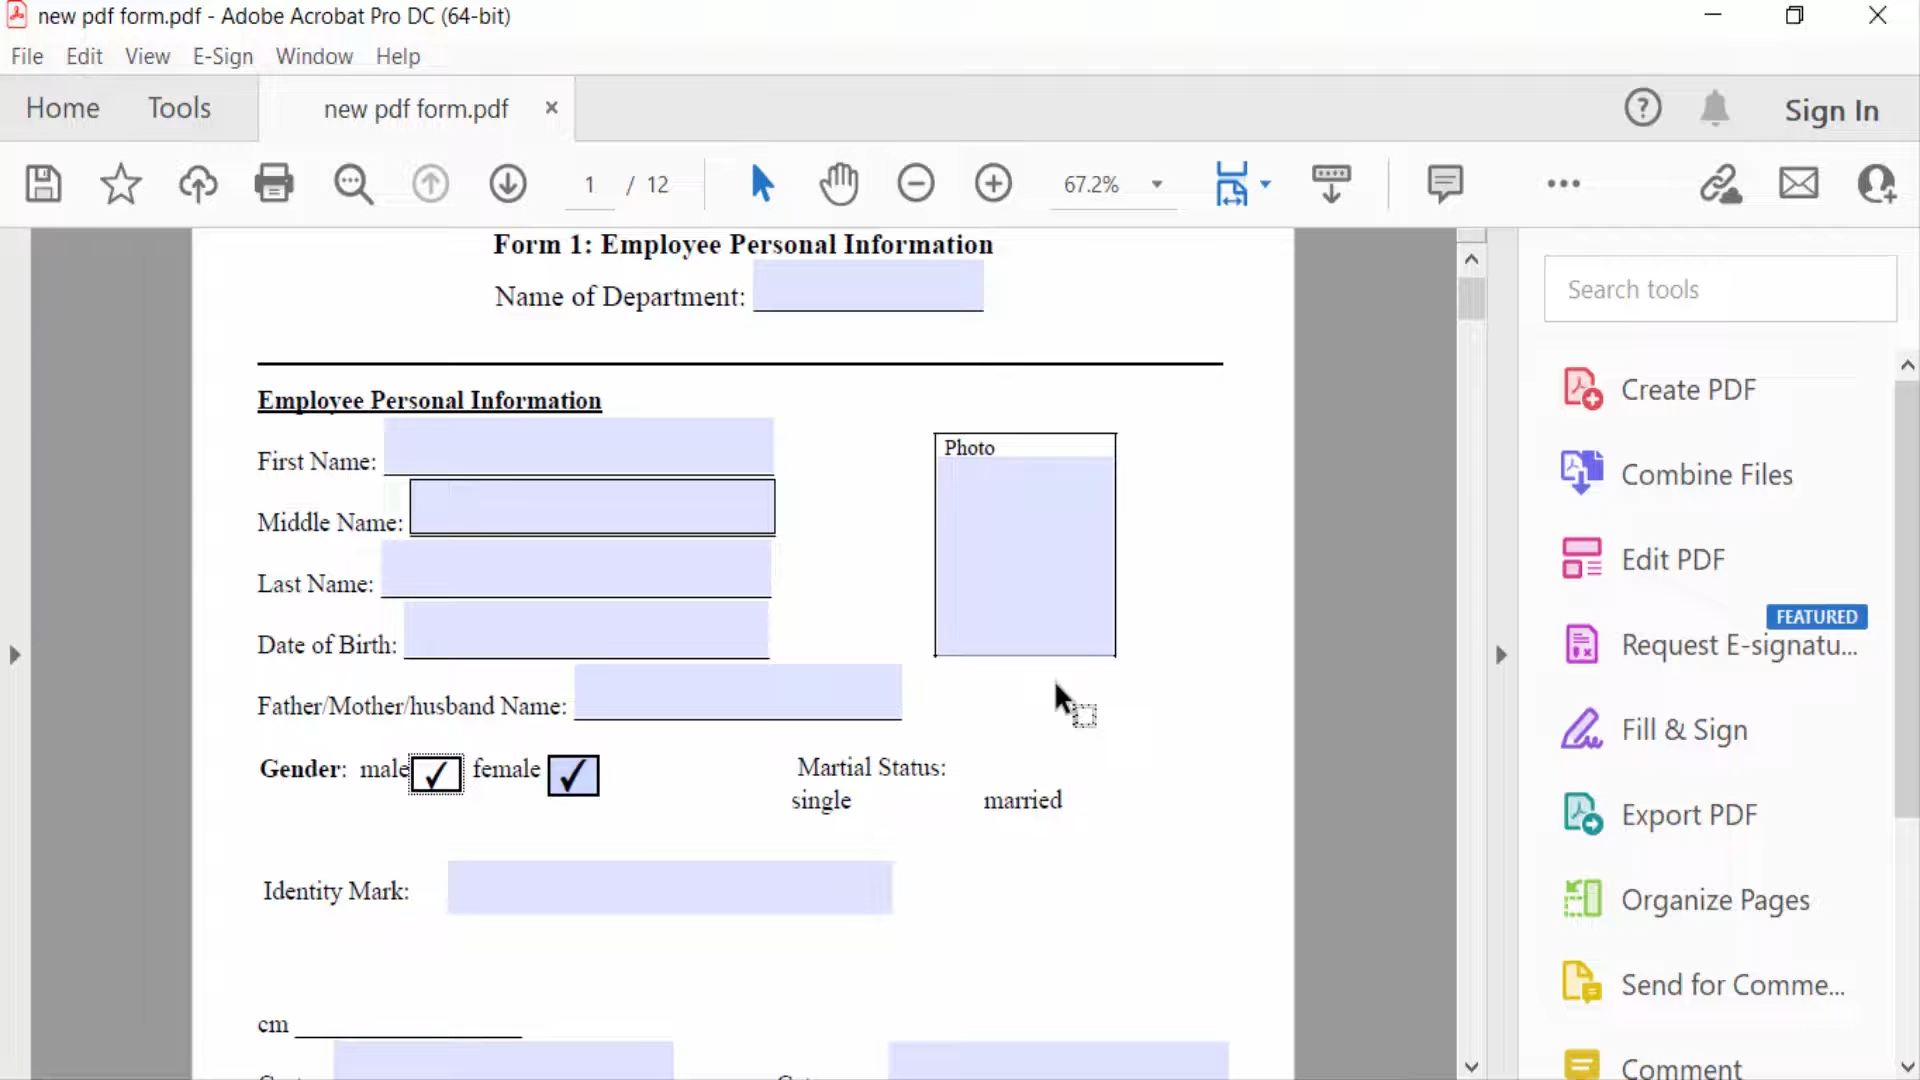 new pdf form.pdf - Adobe Acrobat Pro DC (64-bit)
File Edit View E-Sign Window Help
Home Tools new pdf form.pdf Sign In
1 / 12 67.2%
Form 1: Employee Personal Information
Name of Department:
Employee Personal Information
First Name:
Middle Name:
Last Name:
Date of Birth:
Father/Mother/husband Name:
Photo
Gender: male female
Martial Status:
single married
Identity Mark:
cm
Search tools
Create PDF
Combine Files
Edit PDF
FEATURED
Request E-signatu...
Fill & Sign
Export PDF
Organize Pages
Send for Comme...
Comment